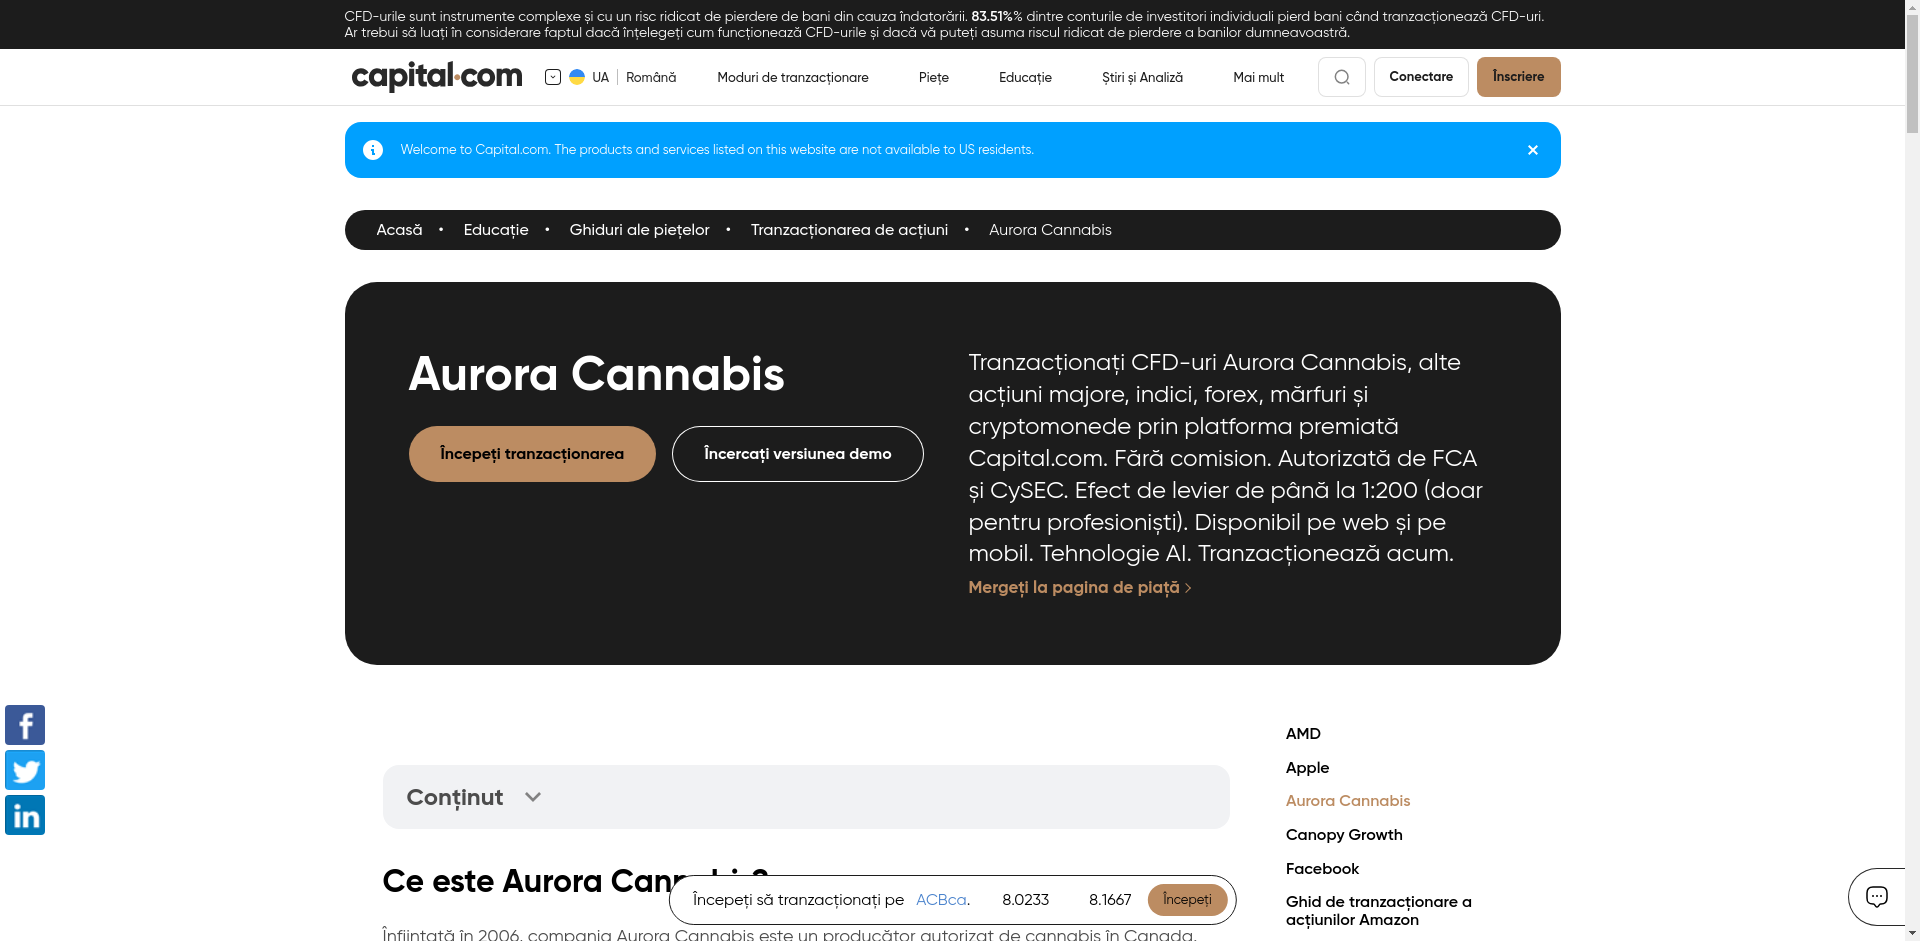 CFD-urile sunt instrumente complexe și cu un risc ridicat de pierdere de bani din cauza îndatorării. 83.51%% dintre conturile de investitori individuali pierd bani când tranzacționează CFD-uri.
Ar trebui să luați în considerare faptul dacă înțelegeți cum funcționează CFD-urile și dacă vă puteți asuma riscul ridicat de pierdere a banilor dumneavoastră.
capital.com UA Română Moduri de tranzacționare Piețe Educație Știri și Analiză Mai mult Conectare Înscriere
Welcome to Capital.com. The products and services listed on this website are not available to US residents.
Acasă • Educație • Ghiduri ale piețelor • Tranzacționarea de acțiuni • Aurora Cannabis
Aurora Cannabis
Începeți tranzacționarea
Încercați versiunea demo
Tranzacționați CFD-uri Aurora Cannabis, alte
acțiuni majore, indici, forex, mărfuri și
cryptomonede prin platforma premiată
Capital.com. Fără comision. Autorizată de FCA
și CySEC. Efect de levier de până la 1:200 (doar
pentru profesioniști). Disponibil pe web și pe
mobil. Tehnologie AI. Tranzacționează acum.
Mergeți la pagina de piață
Conținut
Ce este Aurora Cannabis?
Înființată în 2006, compania Aurora Cannabis este un producător autorizat de cannabis în Canada.
Începeți să tranzacționați pe ACBca. 8.0233 8.1667 Începeți
AMD
Apple
Aurora Cannabis
Canopy Growth
Facebook
Ghid de tranzacționare a
acțiunilor Amazon